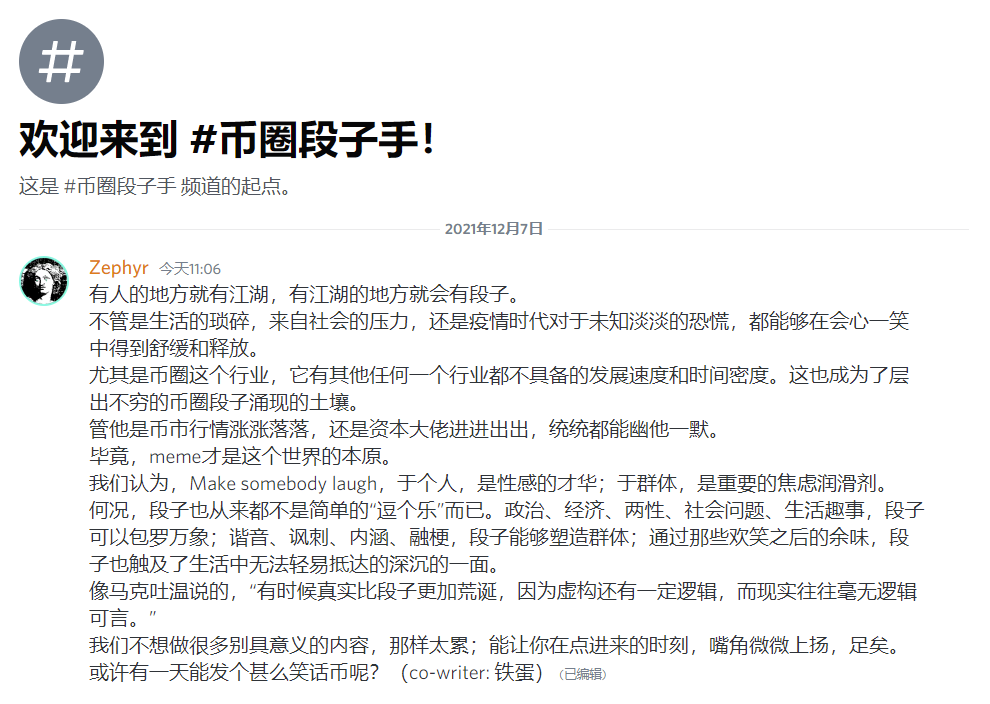 #
欢迎来到 #币圈段子手！
这是 #币圈段子手 频道的起点。
2021年12月7日
Zephyr 今天11:06
有人的地方就有江湖，有江湖的地方就会有段子。
不管是生活的琐碎，来自社会的压力，还是疫情时代对于未知淡淡的恐慌，都能够在会心一笑
中得到舒缓和释放。
尤其是币圈这个行业，它有其他任何一个行业都不具备的发展速度和时间密度。这也成为了层
出不穷的币圈段子涌现的土壤。
管他是币市行情涨涨落落，还是资本大佬进进出出，统统都能幽他一默。
毕竟，meme才是这个世界的本原。
我们认为，Make somebody laugh，于个人，是性感的才华；于群体，是重要的焦虑润滑剂。
何况，段子也从来都不是简单的“逗个乐”而已。政治、经济、两性、社会问题、生活趣事，段子
可以包罗万象；谐音、讽刺、内涵、融梗，段子能够塑造群体；通过那些欢笑之后的余味，段
子也触及了生活中无法轻易抵达的深沉的一面。
像马克吐温说的，“有时候真实比段子更加荒诞，因为虚构还有一定逻辑，而现实往往毫无逻辑
可言。”
我们不想做很多别具意义的内容，那样太累；能让你在点进来的时刻，嘴角微微上扬，足矣。
或许有一天能发个甚么笑话币呢？（co-writer: 铁蛋）（已编辑）